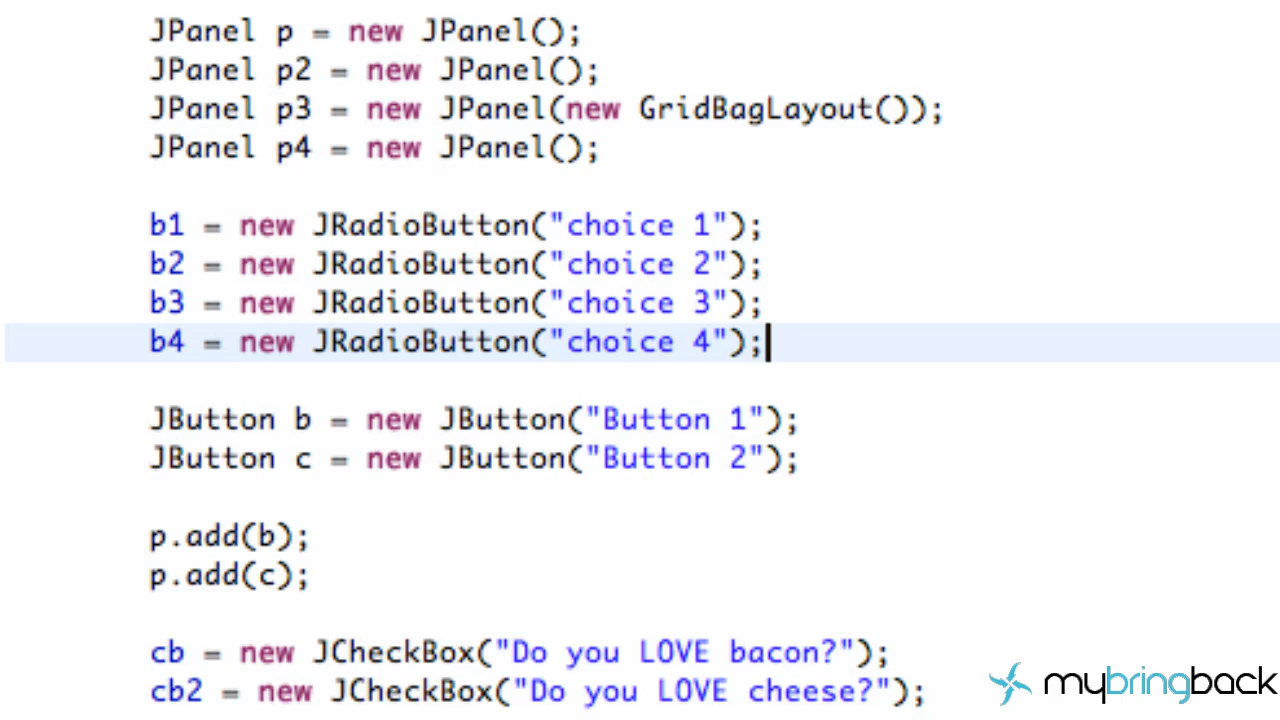 JPanel p = new JPanel();
JPanel p2 = new JPanel();
JPanel p3 = new JPanel(new GridBagLayout());
JPanel p4 = new JPanel();
b1 = new JRadioButton("choice 1");
b2 = new JRadioButton("choice 2");
b3 = new JRadioButton("choice 3");
b4 = new JRadioButton("choice 4");
JButton b = new JButton("Button 1");
JButton c = new JButton("Button 2");
p.add(b);
p.add(c);
cb = new JCheckBox("Do you LOVE bacon?");
cb2 = new JCheckBox("Do you LOVE cheese?");
mybringback